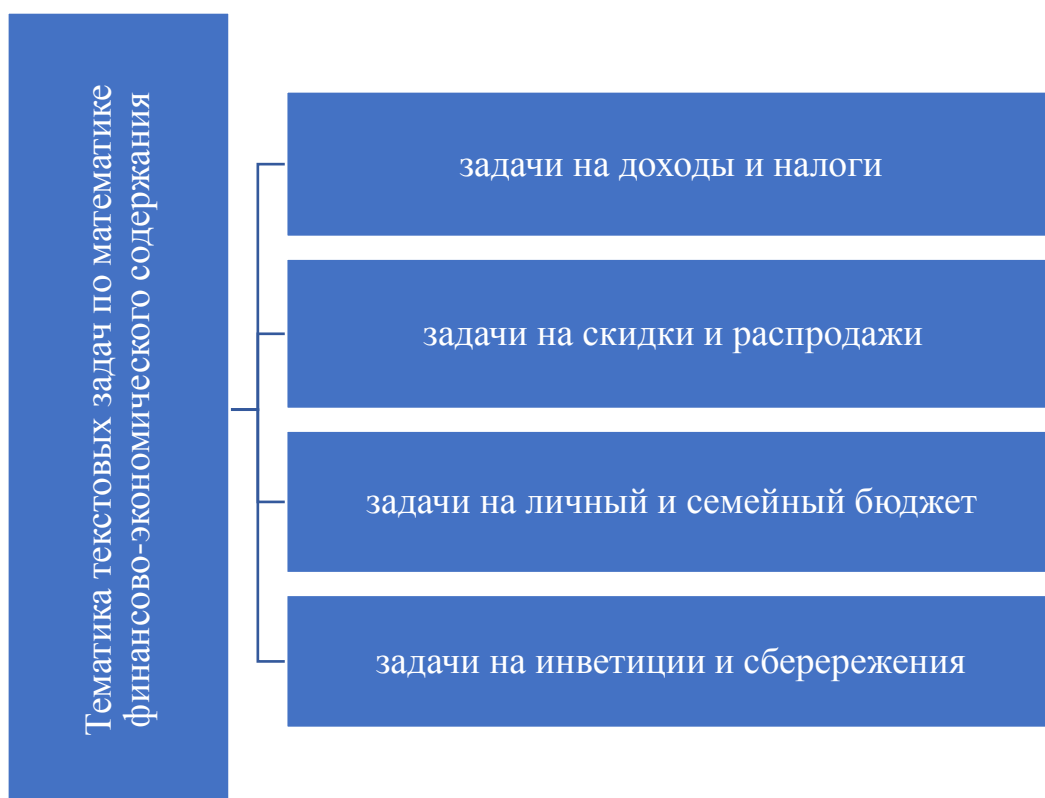 Тематика текстовых задач по математике
финансово-экономического содержания
задачи на доходы и налоги
задачи на скидки и распродажи
задачи на личный и семейный бюджет
задачи на инветиции и сберережения